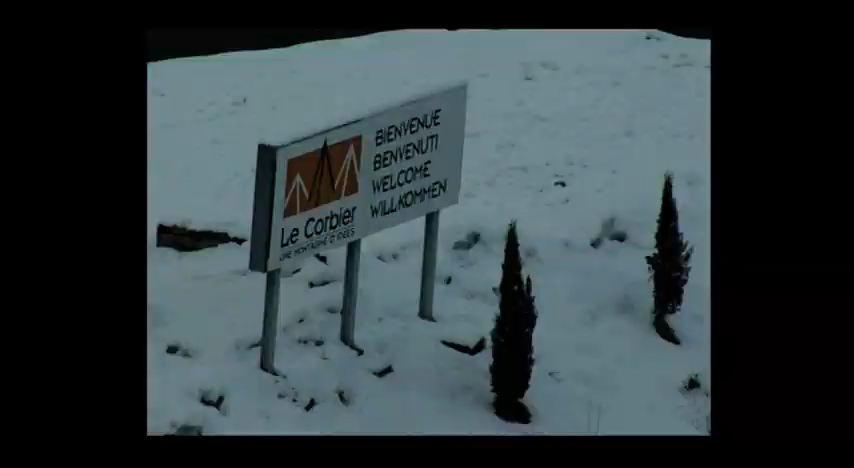 BIENVENUE
BENVENUTI
WELCOME
WILLKOMMEN
Le Corbier
UNE MONTAGNE D'IDÉES